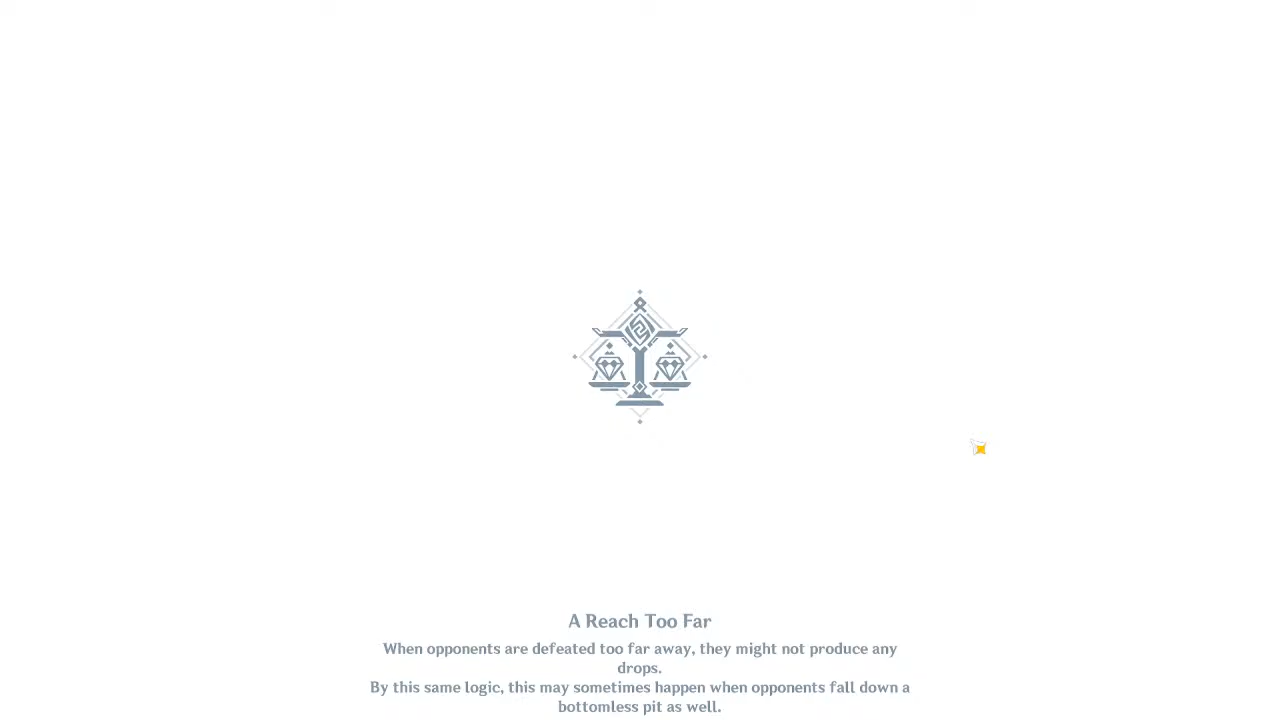 A Reach Too Far
When opponents are defeated too far away, they might not produce any
drops.
By this same logic, this may sometimes happen when opponents fall down a
bottomless pit as well.